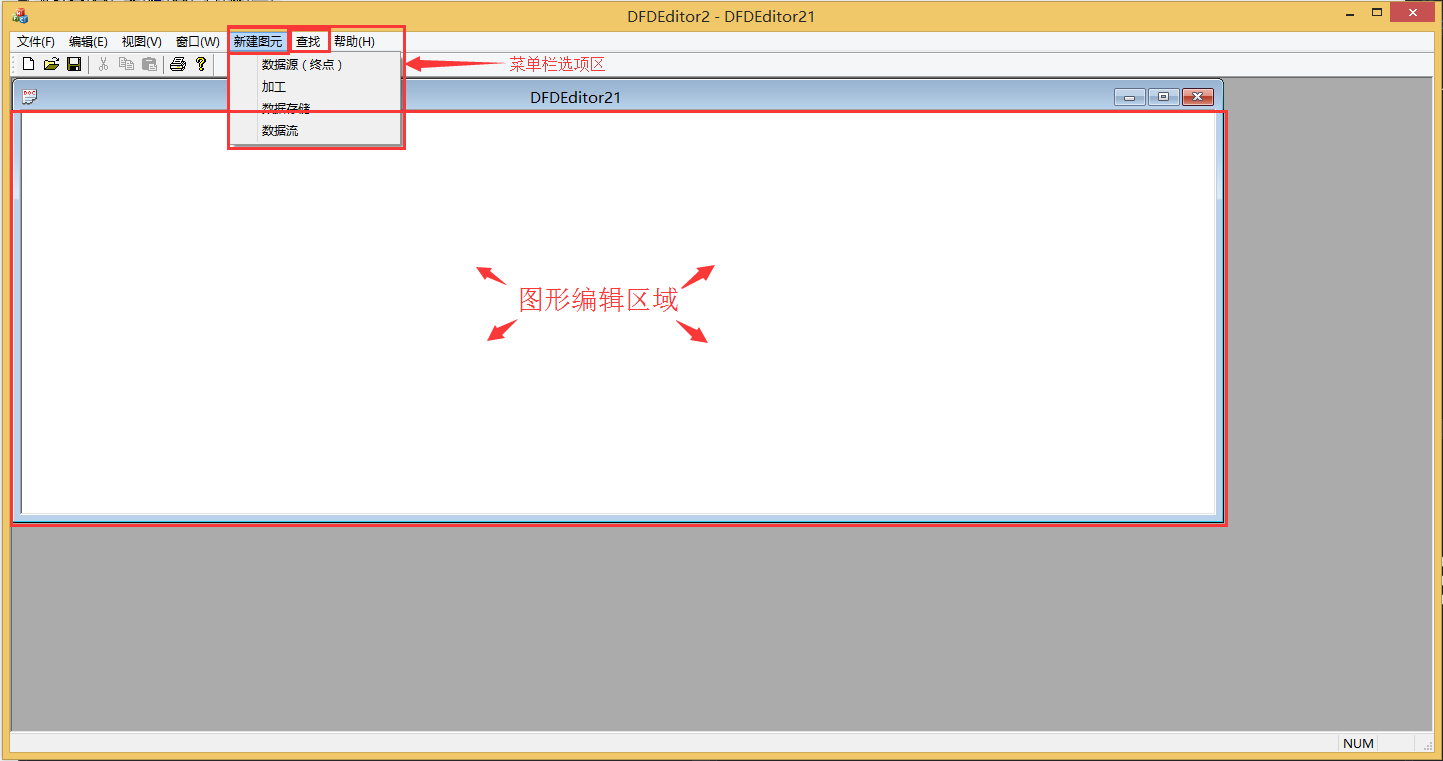 DFDEditor2 - DFDEditor21
文件(F) 编辑(E) 视图(V) 窗口(W) 新建图元 查找 帮助(H)
数据源（终点）
加工
数据存储
数据流
菜单栏选项区
DFDEditor21
图形编辑区域
NUM